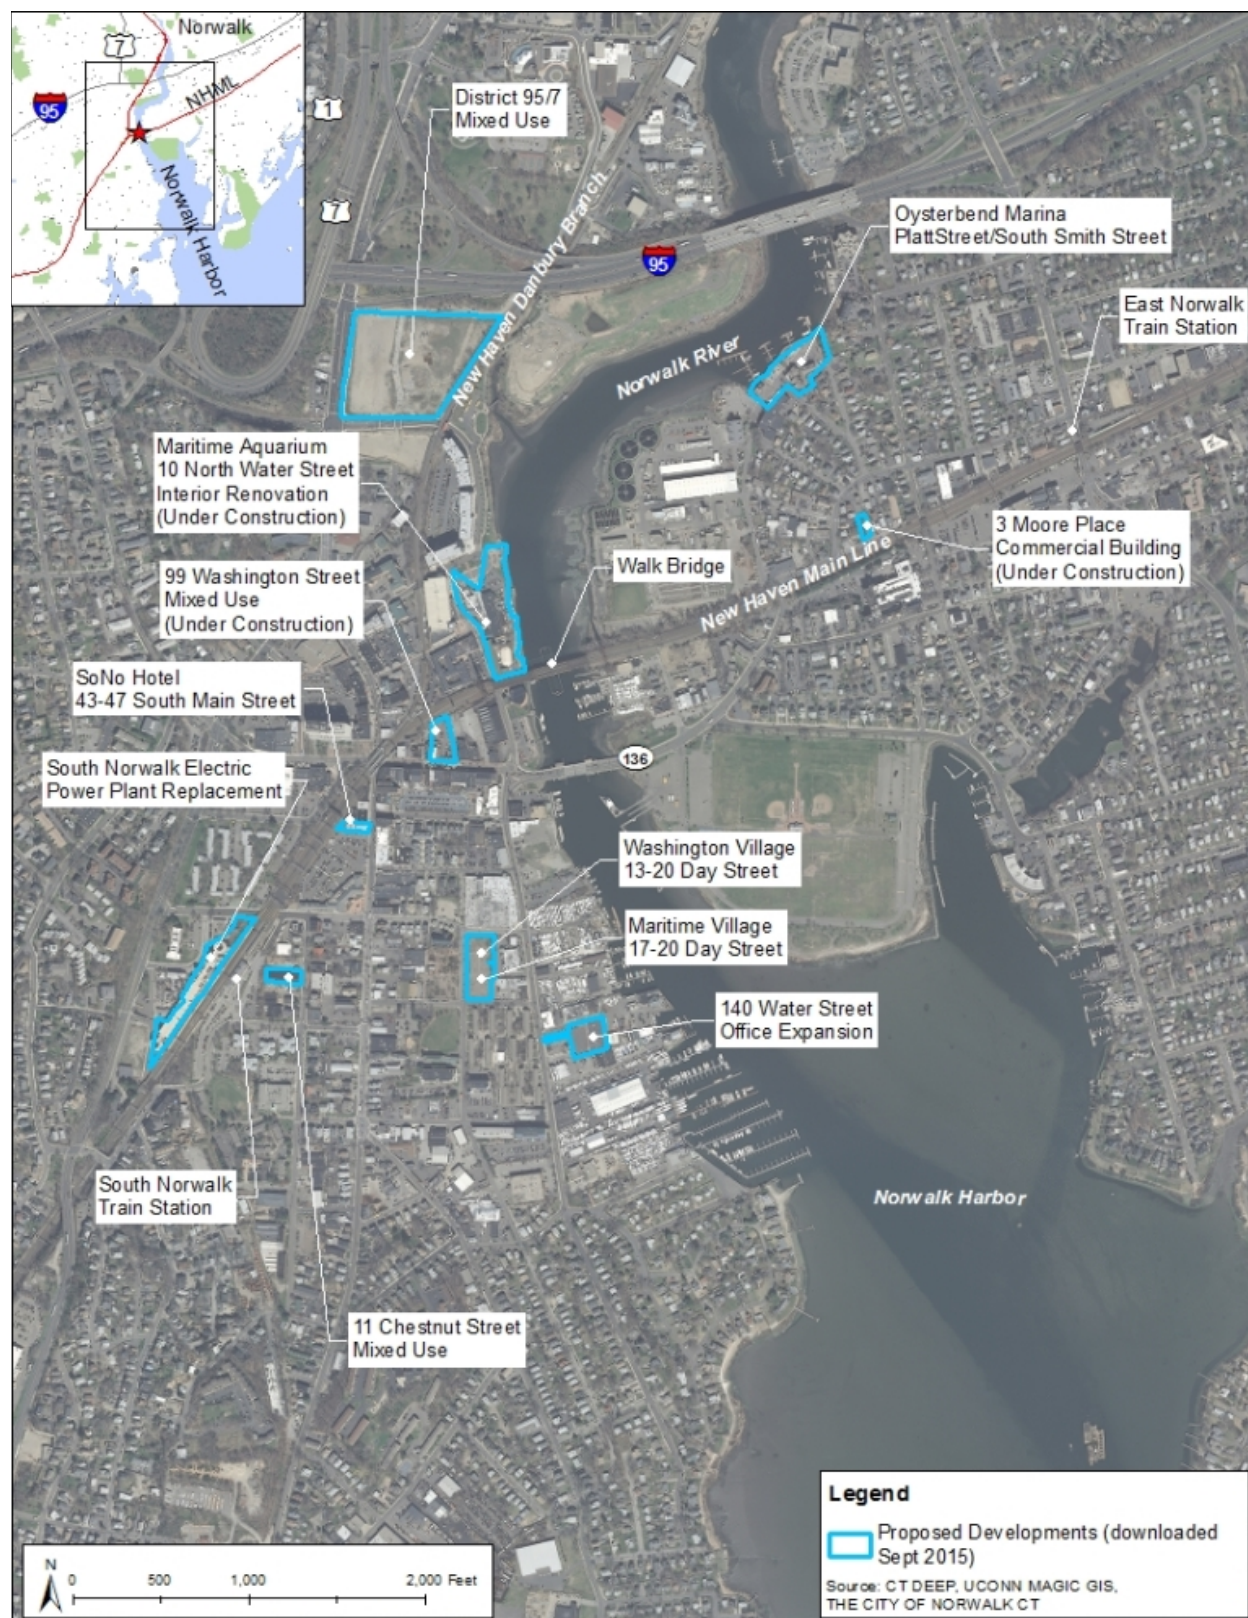 Norwalk
7
95
NHML
Norwalk Harbor
1
7
District 95/7
Mixed Use
New Haven Danbury Branch
95
Oysterbend Marina
PlattStreet/South Smith Street
East Norwalk
Train Station
Norwalk River
Maritime Aquarium
10 North Water Street
Interior Renovation
(Under Construction)
3 Moore Place
Commercial Building
(Under Construction)
New Haven Main Line
Walk Bridge
99 Washington Street
Mixed Use
(Under Construction)
SoNo Hotel
43-47 South Main Street
136
South Norwalk Electric
Power Plant Replacement
Washington Village
13-20 Day Street
Maritime Village
17-20 Day Street
140 Water Street
Office Expansion
South Norwalk
Train Station
Norwalk Harbor
11 Chestnut Street
Mixed Use
Legend
Proposed Developments (downloaded
Sept 2015)
Source: CT DEEP, UCONN MAGIC GIS,
THE CITY OF NORWALK CT
N
0 500 1,000 2,000 Feet